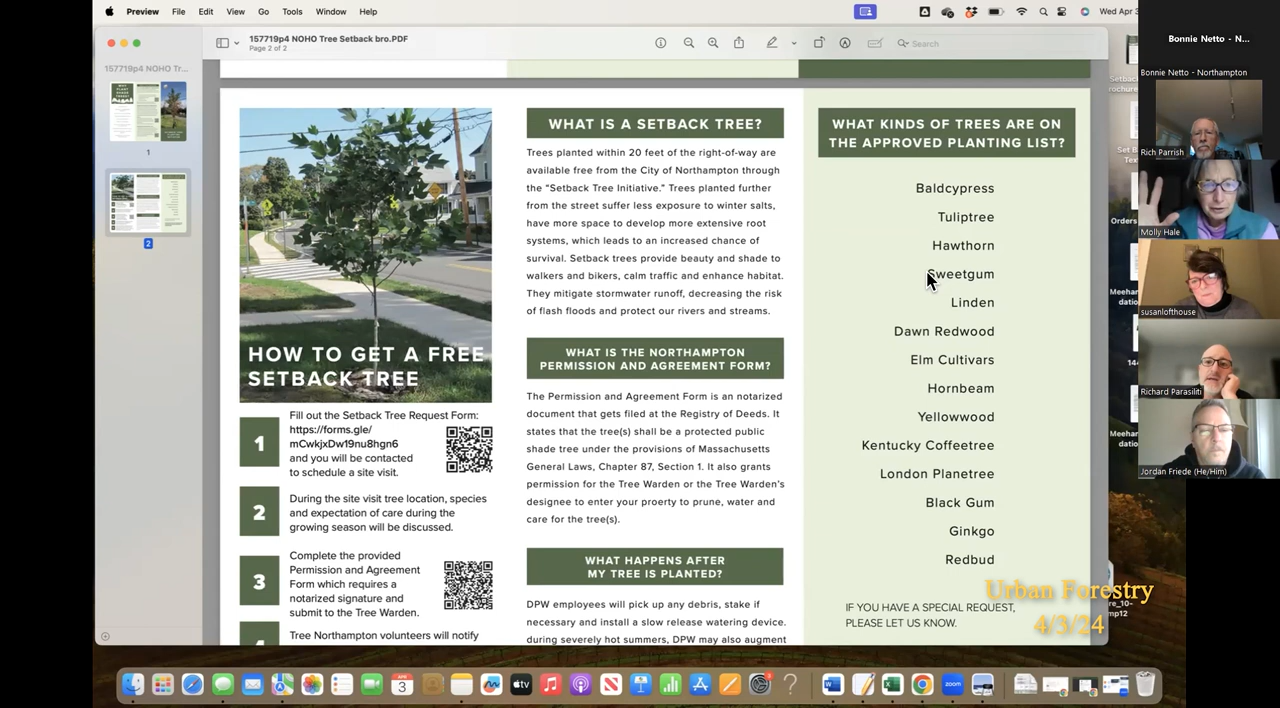 Preview File Edit View Go Tools Window Help
Wed Apr 3
157719p4 NOHO Tree Setback bro.PDF
Page 2 of 2
Search
157719p4 NOHO Tr...
1
2
HOW TO GET A FREE
SETBACK TREE
1
Fill out the Setback Tree Request Form:
https://forms.gle/
mCwkjxDw19nu8hgn6
and you will be contacted
to schedule a site visit.
2
During the site visit tree location, species
and expectation of care during the
growing season will be discussed.
3
Complete the provided
Permission and Agreement
Form which requires a
notarized signature and
submit to the Tree Warden.
Tree Northampton volunteers will notify
WHAT IS A SETBACK TREE?
Trees planted within 20 feet of the right-of-way are
available free from the City of Northampton through
the “Setback Tree Initiative.” Trees planted further
from the street suffer less exposure to winter salts,
have more space to develop more extensive root
systems, which leads to an increased chance of
survival. Setback trees provide beauty and shade to
walkers and bikers, calm traffic and enhance habitat.
They mitigate stormwater runoff, decreasing the risk
of flash floods and protect our rivers and streams.
WHAT IS THE NORTHAMPTON
PERMISSION AND AGREEMENT FORM?
The Permission and Agreement Form is an notarized
document that gets filed at the Registry of Deeds. It
states that the tree(s) shall be a protected public
shade tree under the provisions of Massachusetts
General Laws, Chapter 87, Section 1. It also grants
permission for the Tree Warden or the Tree Warden’s
designee to enter your proerty to prune, water and
care for the tree(s).
WHAT HAPPENS AFTER
MY TREE IS PLANTED?
DPW employees will pick up any debris, stake if
necessary and install a slow release watering device.
during severely hot summers, DPW may also augment
WHAT KINDS OF TREES ARE ON
THE APPROVED PLANTING LIST?
Baldcypress
Tuliptree
Hawthorn
Sweetgum
Linden
Dawn Redwood
Elm Cultivars
Hornbeam
Yellowwood
Kentucky Coffeetree
London Planetree
Black Gum
Ginkgo
Redbud
IF YOU HAVE A SPECIAL REQUEST,
PLEASE LET US KNOW.
Urban Forestry
4/3/24
Bonnie Netto - N...
Bonnie Netto - Northampton
Rich Parrish
Molly Hale
susanlofthouse
Richard Parasiliti
Jordan Friede (He/Him)
APR
3
tv
zoom